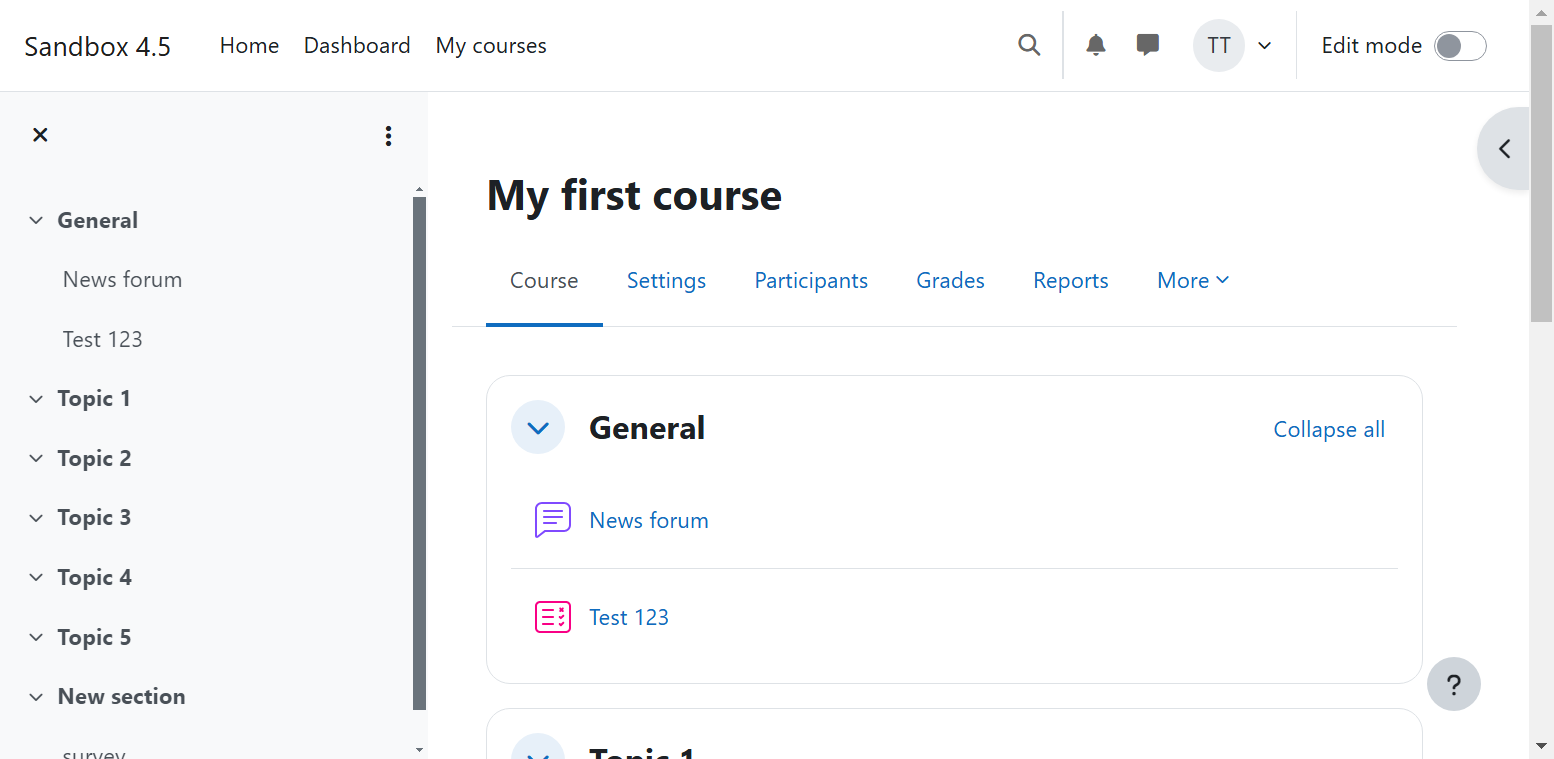 Sandbox 4.5 Home Dashboard My courses TT Edit mode
General
News forum
Test 123
Topic 1
Topic 2
Topic 3
Topic 4
Topic 5
New section
survey
My first course
Course Settings Participants Grades Reports More
General Collapse all
News forum
Test 123
?
Topic 1